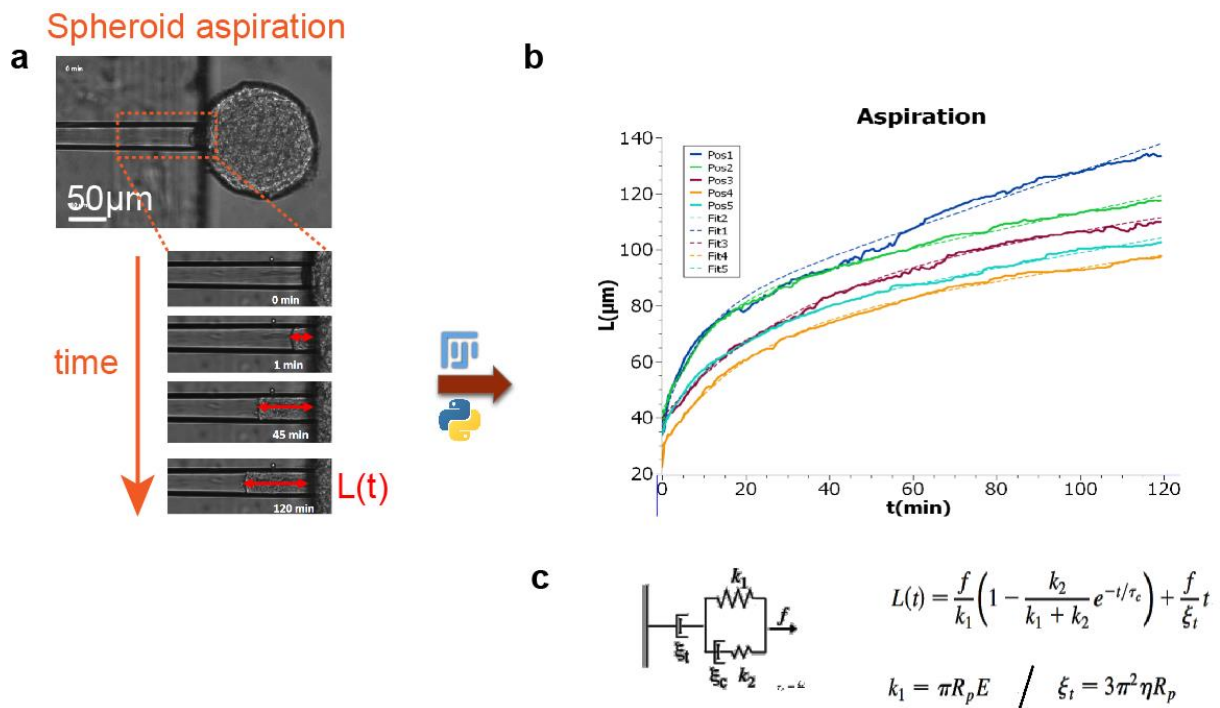 Spheroid aspiration
a
0 min
50µm
0 min
1 min
45 min
120 min
time
L(t)
b
Aspiration
L(µm)
140
120
100
80
60
40
20
0
20
40
60
80
100
120
t(min)
Pos1
Pos2
Pos3
Pos4
Pos5
Fit2
Fit1
Fit3
Fit4
Fit5
c
k₁
f
ξₜ
ξ꜀
k₂
L(t) = f/k₁ (1 − k₂/(k₁ + k₂) e^(−t/τ꜀)) + f/ξₜ t
k₁ = πRₚE / ξₜ = 3π²ηRₚ